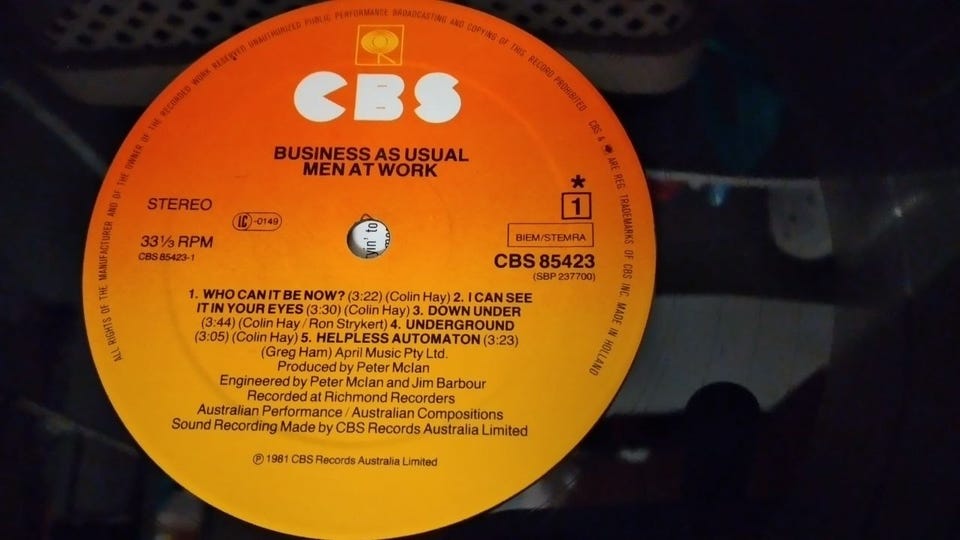 ALL RIGHTS OF THE MANUFACTURER AND OF THE OWNER OF THE RECORDED WORK RESERVED UNAUTHORIZED PUBLIC PERFORMANCE BROADCASTING AND COPYING OF THIS RECORD PROHIBITED CBS & ARE REG. TRADEMARKS OF CBS INC. MADE IN HOLLAND
CBS
BUSINESS AS USUAL
MEN AT WORK
STEREO
LC-0149
33⅓ RPM
CBS 85423-1
*
1
BIEM/STEMRA
CBS 85423
(SBP 237700)
yin' to
me
1. WHO CAN IT BE NOW? (3:22) (Colin Hay) 2. I CAN SEE
IT IN YOUR EYES (3:30) (Colin Hay) 3. DOWN UNDER
(3:44) (Colin Hay / Ron Strykert) 4. UNDERGROUND
(3:05) (Colin Hay) 5. HELPLESS AUTOMATON (3:23)
(Greg Ham) April Music Pty Ltd.
Produced by Peter McIan
Engineered by Peter McIan and Jim Barbour
Recorded at Richmond Recorders
Australian Performance / Australian Compositions
Sound Recording Made by CBS Records Australia Limited
℗ 1981 CBS Records Australia Limited